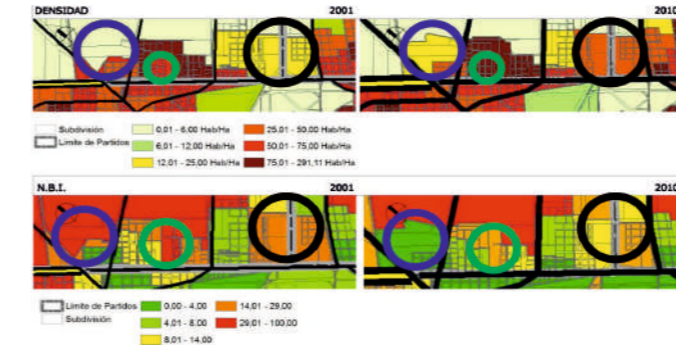 DENSIDAD 2001 2010
Subdivisión 0,01 - 6,00 Hab/Ha 25,01 - 50,00 Hab/Ha
Limite de Partidos 6,01 - 12,00 Hab/Ha 50,01 - 75,00 Hab/Ha
12,01 - 25,00 Hab/Ha 75,01 - 291,11 Hab/Ha
N.B.I. 2001 2010
Limite de Partidos 0,00 - 4,00 14,01 - 29,00
Subdivisión 4,01 - 8,00 29,01 - 100,00
8,01 - 14,00